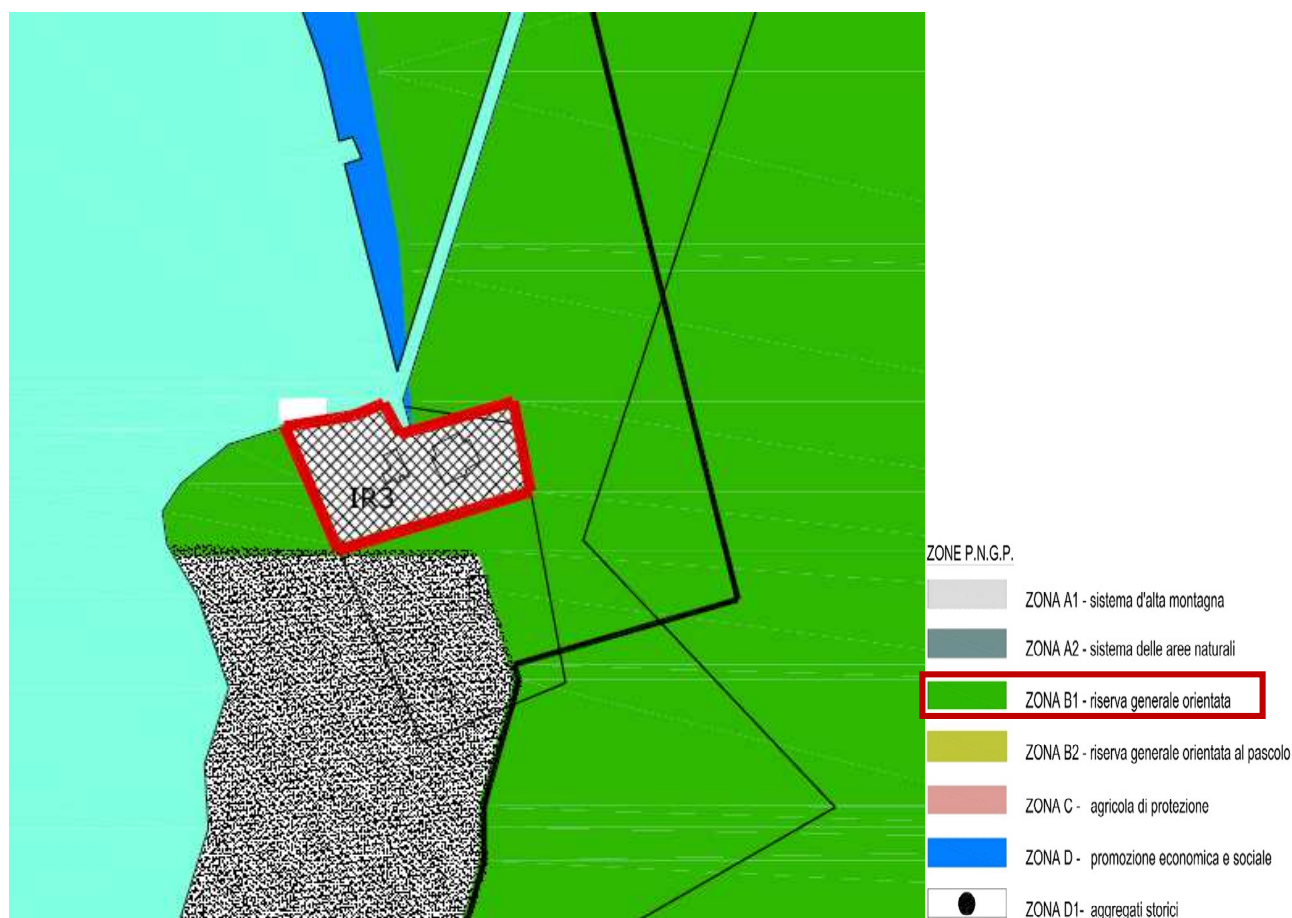 IR3
ZONE P.N.G.P.
ZONA A1 - sistema d'alta montagna
ZONA A2 - sistema delle aree naturali
ZONA B1 - riserva generale orientata
ZONA B2 - riserva generale orientata al pascolo
ZONA C - agricola di protezione
ZONA D - promozione economica e sociale
ZONA D1- aggregati storici